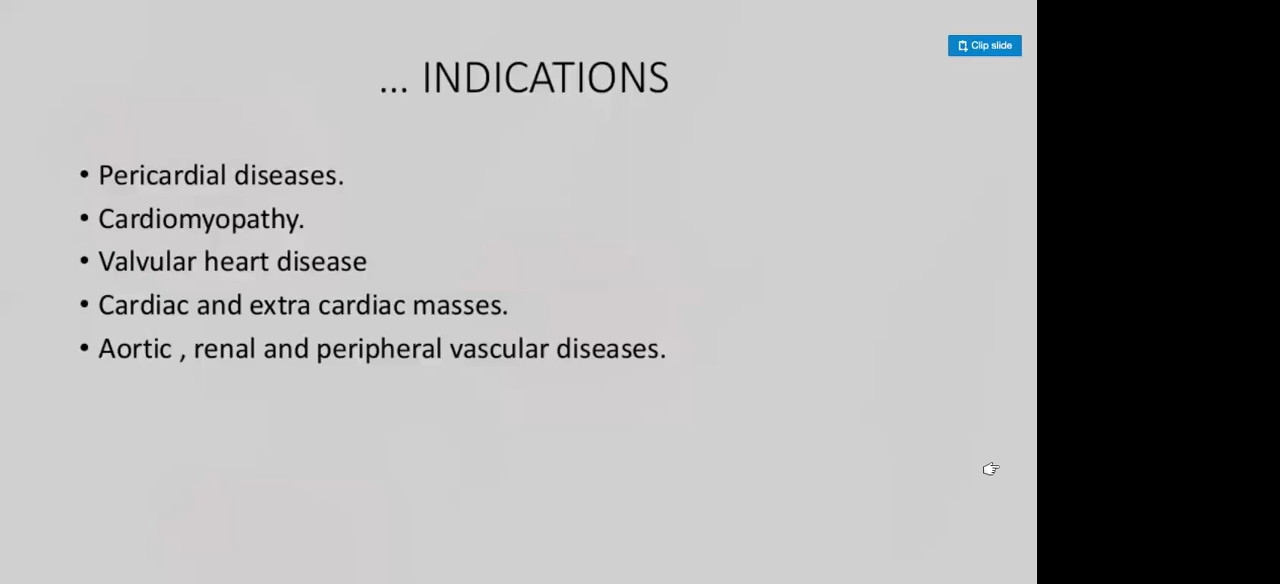 Clip slide
... INDICATIONS
• Pericardial diseases.
• Cardiomyopathy.
• Valvular heart disease
• Cardiac and extra cardiac masses.
• Aortic , renal and peripheral vascular diseases.